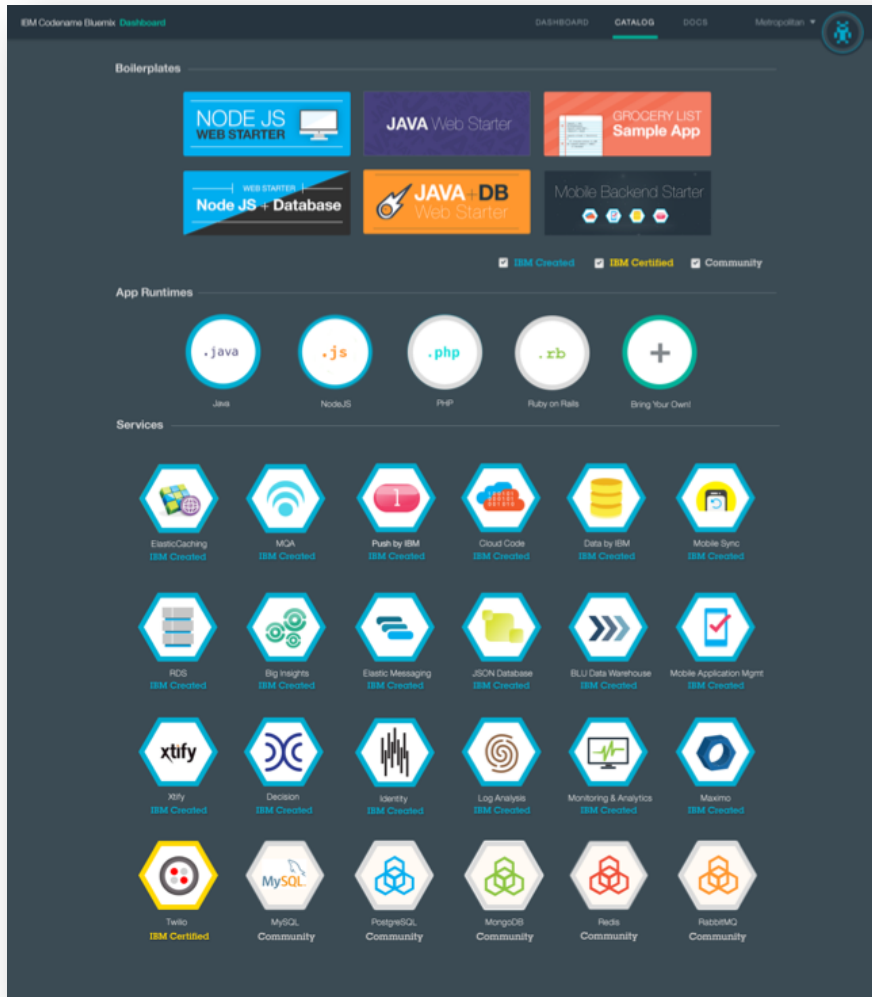 IBM Codename Bluemix Dashboard
DASHBOARD CATALOG DOCS Metropolitan
Boilerplates
NODE JS
WEB STARTER
JAVA Web Starter
GROCERY LIST
Sample App
WEB STARTER
Node JS + Database
JAVA+DB
Web Starter
Mobile Backend Starter
IBM Created IBM Certified Community
App Runtimes
.java .js .php .rb +
Java NodeJS PHP Ruby on Rails Bring Your Own!
Services
1
ElasticCaching MQA Push by IBM Cloud Code Data by IBM Mobile Sync
IBM Created IBM Created IBM Created IBM Created IBM Created IBM Created
RDS Big Insights Elastic Messaging JSON Database BLU Data Warehouse Mobile Application Mgmt
IBM Created IBM Created IBM Created IBM Created IBM Created IBM Created
xtify
Xtify Decision Identity Log Analysis Monitoring & Analytics Maximo
IBM Created IBM Created IBM Created IBM Created IBM Created IBM Created
MySQL
Twilio MySQL PostgreSQL MongoDB Redis RabbitMQ
IBM Certified Community Community Community Community Community